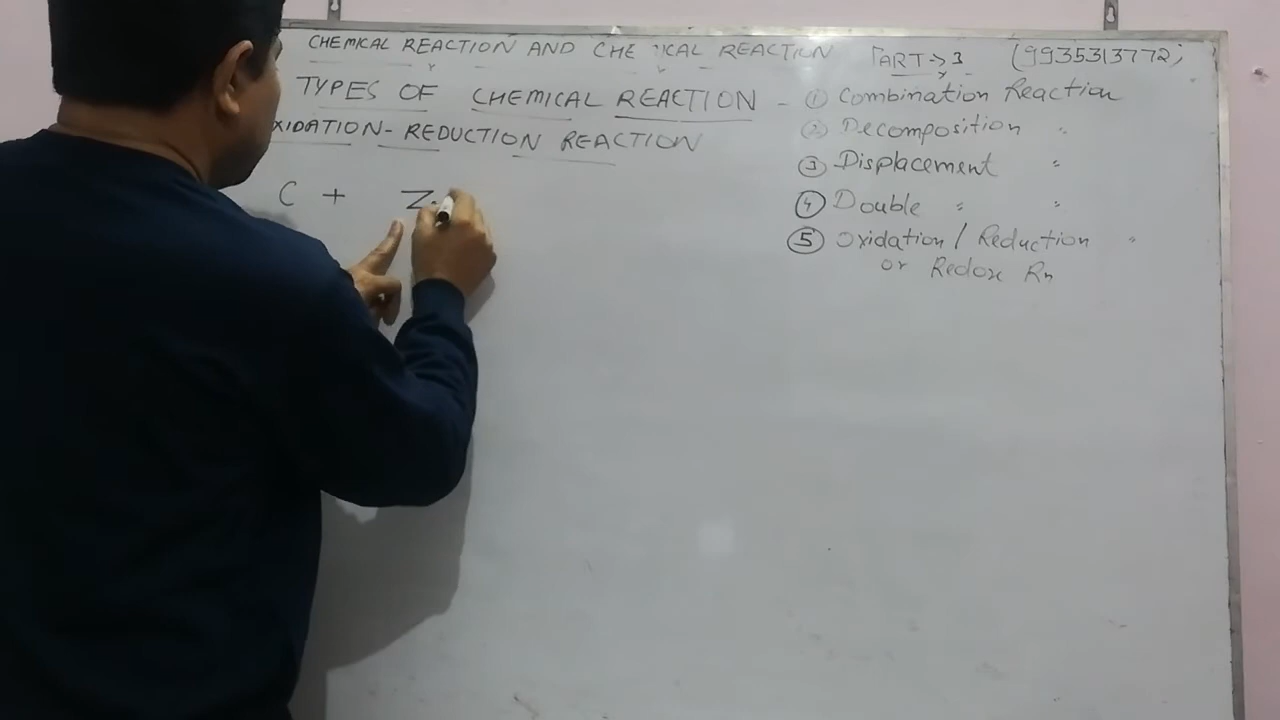 CHEMICAL REACTION AND CHE ICAL REACTION PART → 3 (9935313772)
TYPES OF CHEMICAL REACTION - ① Combination Reaction
XIDATION - REDUCTION REACTION
② Decomposition "
③ Displacement "
C + Z
④ Double " "
⑤ Oxidation / Reduction "
or Redox Rn